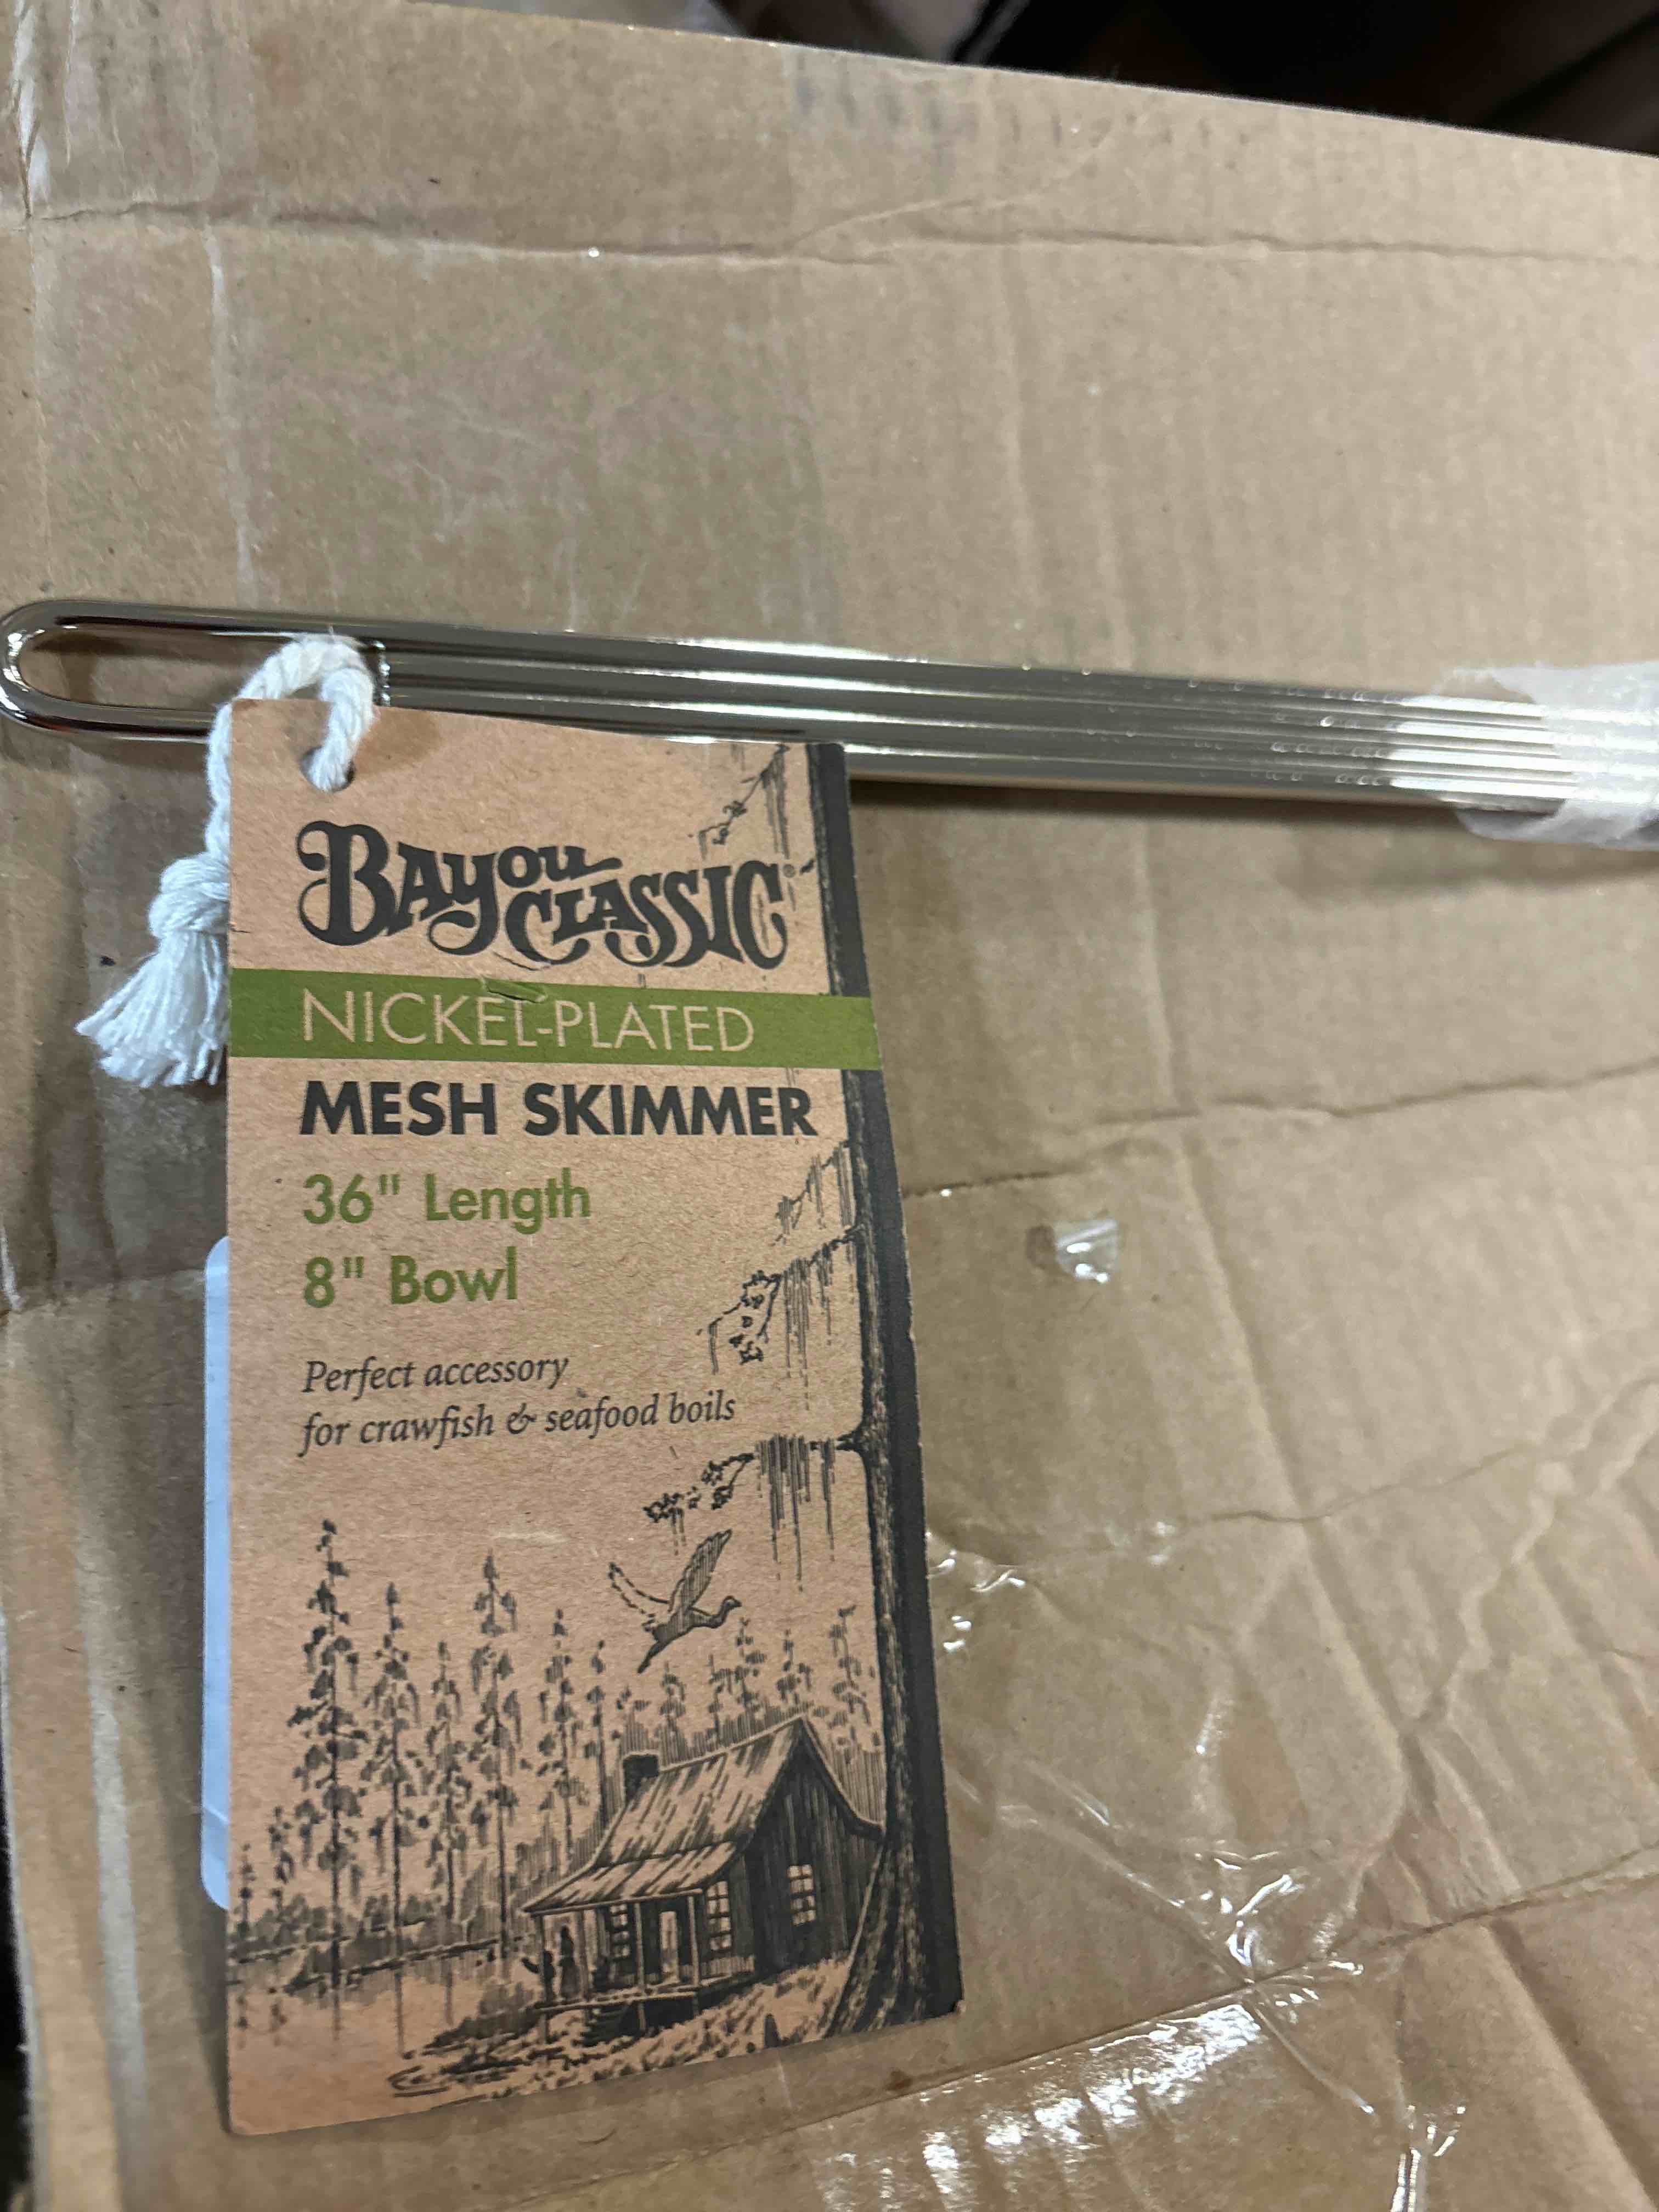 BAYOU CLASSIC®
NICKEL-PLATED
MESH SKIMMER
36" Length
8" Bowl
Perfect accessory
for crawfish & seafood boils